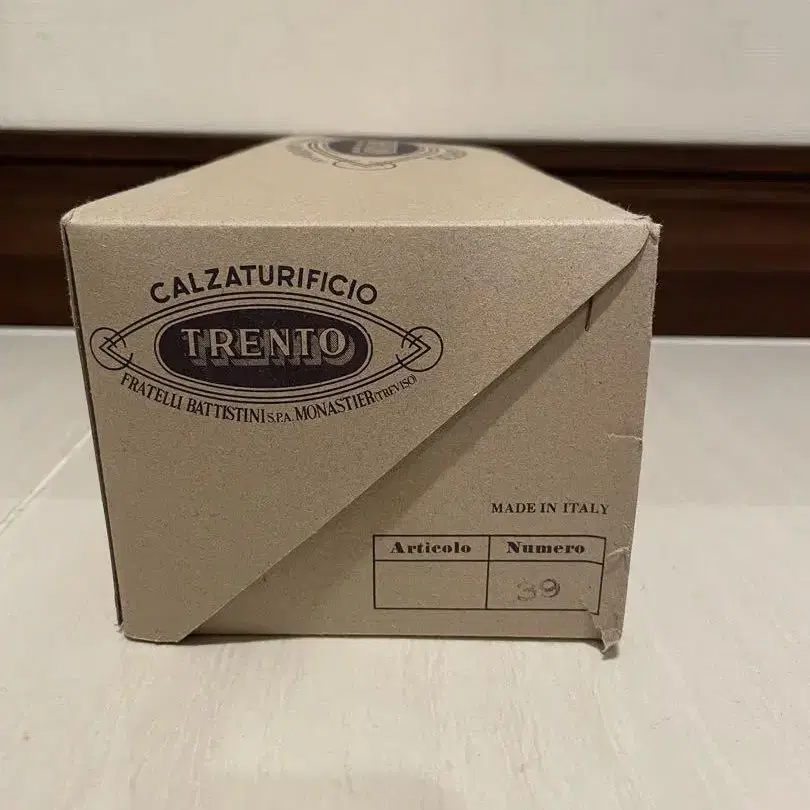 CALZATURIFICIO
TRENTO
FRATELLI BATTISTINI S.P.A. MONASTIER (TREVISO)
MADE IN ITALY
Articolo Numero
39